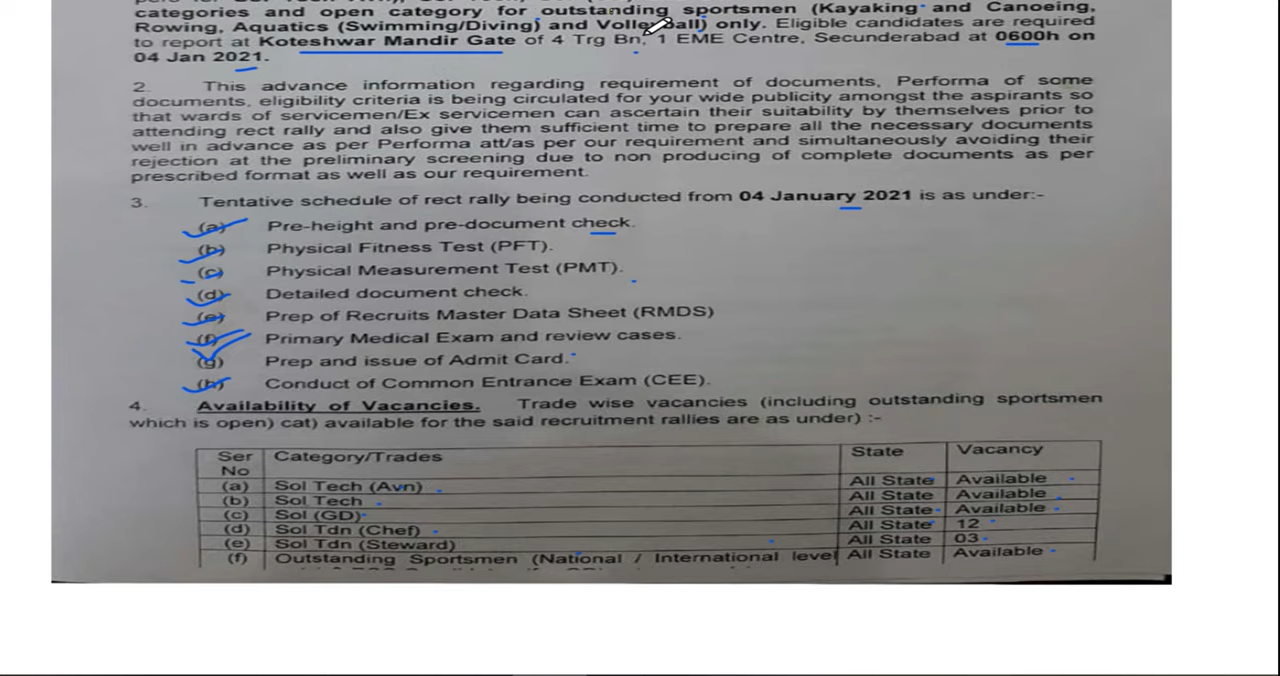 categories and open category for outstanding sportsmen (Kayaking and Canoeing,
Rowing, Aquatics (Swimming/Diving) and Volleyball) only. Eligible candidates are required
to report at Koteshwar Mandir Gate of 4 Trg Bn, 1 EME Centre, Secunderabad at 0600h on
04 Jan 2021.
2. This advance information regarding requirement of documents, Performa of some
documents, eligibility criteria is being circulated for your wide publicity amongst the aspirants so
that wards of servicemen/Ex servicemen can ascertain their suitability by themselves prior to
attending rect rally and also give them sufficient time to prepare all the necessary documents
well in advance as per Performa att/as per our requirement and simultaneously avoiding their
rejection at the preliminary screening due to non producing of complete documents as per
prescribed format as well as our requirement.
3. Tentative schedule of rect rally being conducted from 04 January 2021 is as under:-
(a) Pre-height and pre-document check.
(b) Physical Fitness Test (PFT).
(c) Physical Measurement Test (PMT).
(d) Detailed document check.
(e) Prep of Recruits Master Data Sheet (RMDS)
(f) Primary Medical Exam and review cases.
(g) Prep and issue of Admit Card.
(h) Conduct of Common Entrance Exam (CEE).
4. Availability of Vacancies. Trade wise vacancies (including outstanding sportsmen
which is open) cat) available for the said recruitment rallies are as under) :-
Ser No Category/Trades State Vacancy
(a) Sol Tech (Avn) All State Available
(b) Sol Tech All State Available
(c) Sol (GD) All State Available
(d) Sol Tdn (Chef) All State 12
(e) Sol Tdn (Steward) All State 03
(f) Outstanding Sportsmen (National / International level All State Available